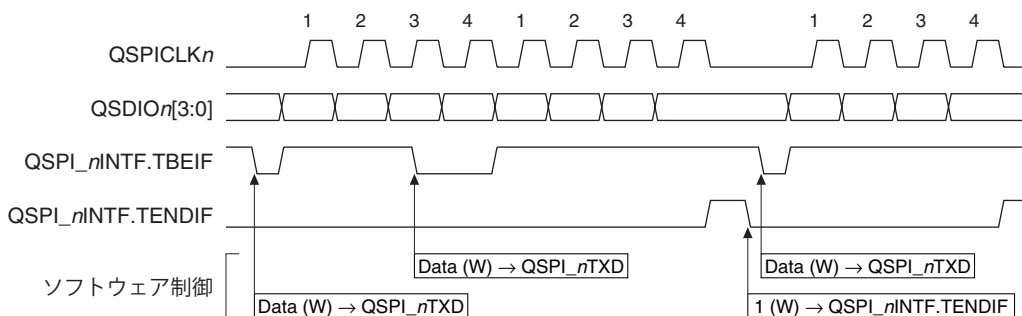 1 2 3 4 1 2 3 4 1 2 3 4
QSPICLKn
QSDIOn[3:0]
QSPI_nINTF.TBEIF
QSPI_nINTF.TENDIF
ソフトウェア制御
Data (W) → QSPI_nTXD
Data (W) → QSPI_nTXD
Data (W) → QSPI_nTXD
1 (W) → QSPI_nINTF.TENDIF